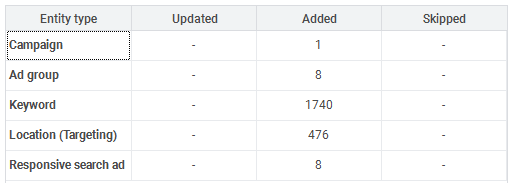 Entity type Updated Added Skipped
Campaign - 1 -
Ad group - 8 -
Keyword - 1740 -
Location (Targeting) - 476 -
Responsive search ad - 8 -